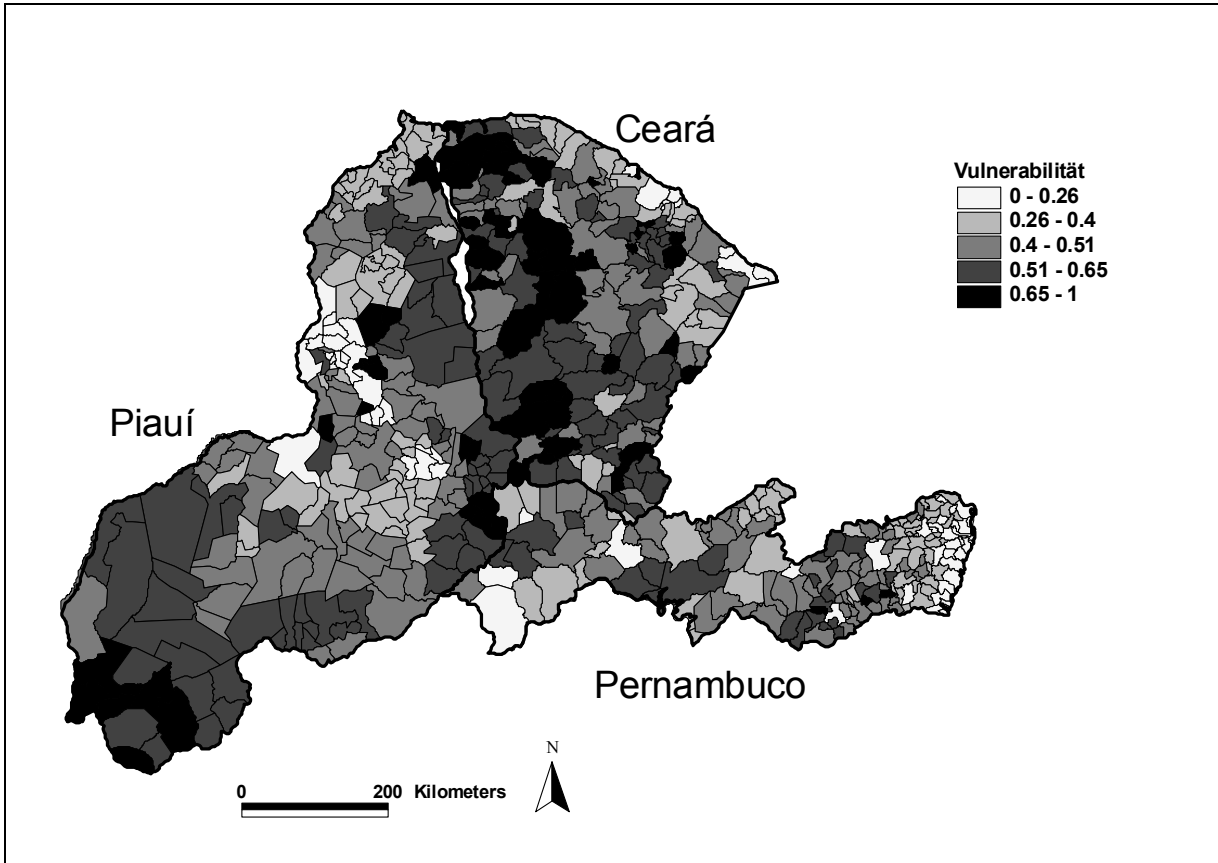 Ceará
Vulnerabilität
0 - 0.26
0.26 - 0.4
0.4 - 0.51
0.51 - 0.65
0.65 - 1
Piauí
Pernambuco
N
0 200 Kilometers